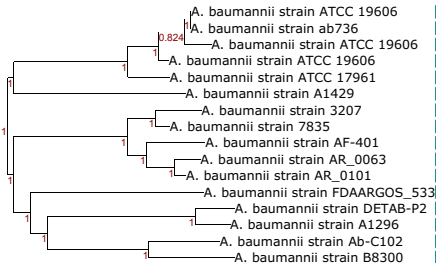 A. baumannii strain ATCC 19606
A. baumannii strain ab736
0.824
A. baumannii strain ATCC 19606
1
A. baumannii strain ATCC 19606
1
A. baumannii strain ATCC 17961
1
A. baumannii strain A1429
1
A. baumannii strain 3207
1
A. baumannii strain 7835
1
1
A. baumannii strain AF-401
1
A. baumannii strain AR_0063
1
A. baumannii strain AR_0101
1
A. baumannii strain FDAARGOS_533
1
A. baumannii strain DETAB-P2
1
A. baumannii strain A1296
1
A. baumannii strain Ab-C102
1
A. baumannii strain B8300